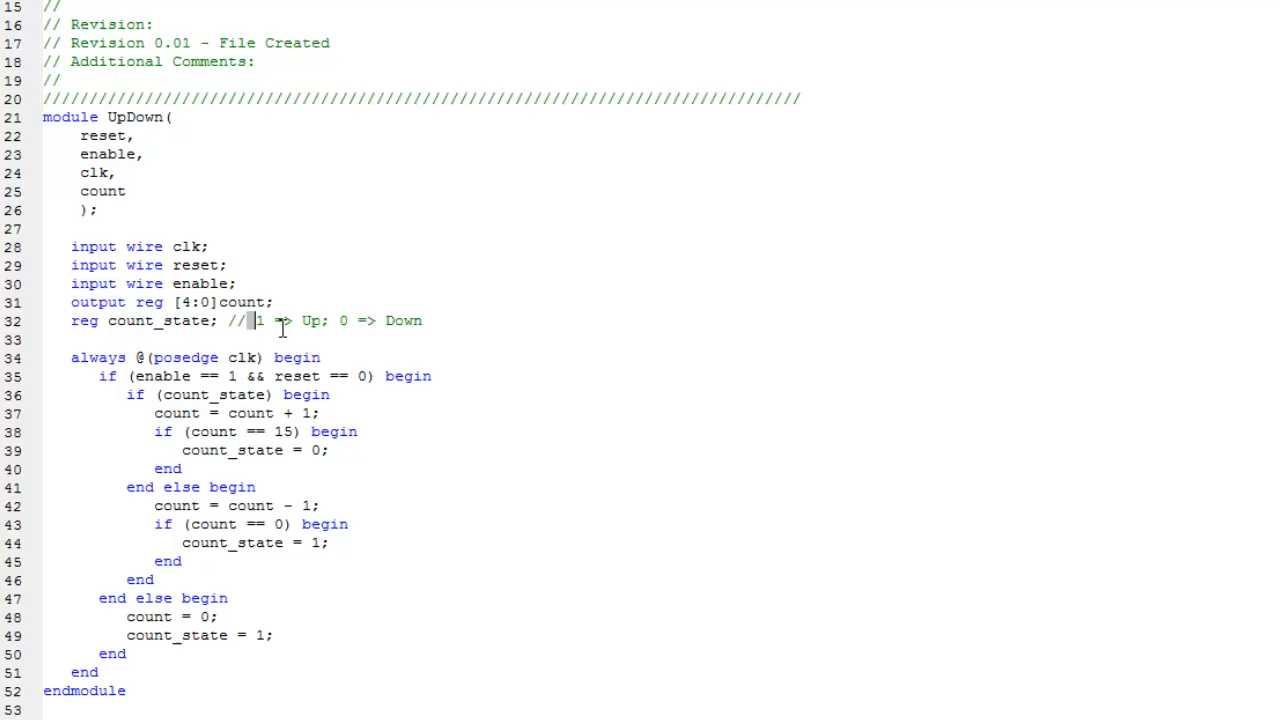 15 //
16 // Revision:
17 // Revision 0.01 - File Created
18 // Additional Comments:
19 //
20 //////////////////////////////////////////////////////////////////////////////////
21 module UpDown(
22     reset,
23     enable,
24     clk,
25     count
26     );
27
28    input wire clk;
29    input wire reset;
30    input wire enable;
31    output reg [4:0]count;
32    reg count_state; // 1 => Up; 0 => Down
33
34    always @(posedge clk) begin
35       if (enable == 1 && reset == 0) begin
36          if (count_state) begin
37             count = count + 1;
38             if (count == 15) begin
39                count_state = 0;
40             end
41          end else begin
42             count = count - 1;
43             if (count == 0) begin
44                count_state = 1;
45             end
46          end
47       end else begin
48          count = 0;
49          count_state = 1;
50       end
51    end
52 endmodule
53